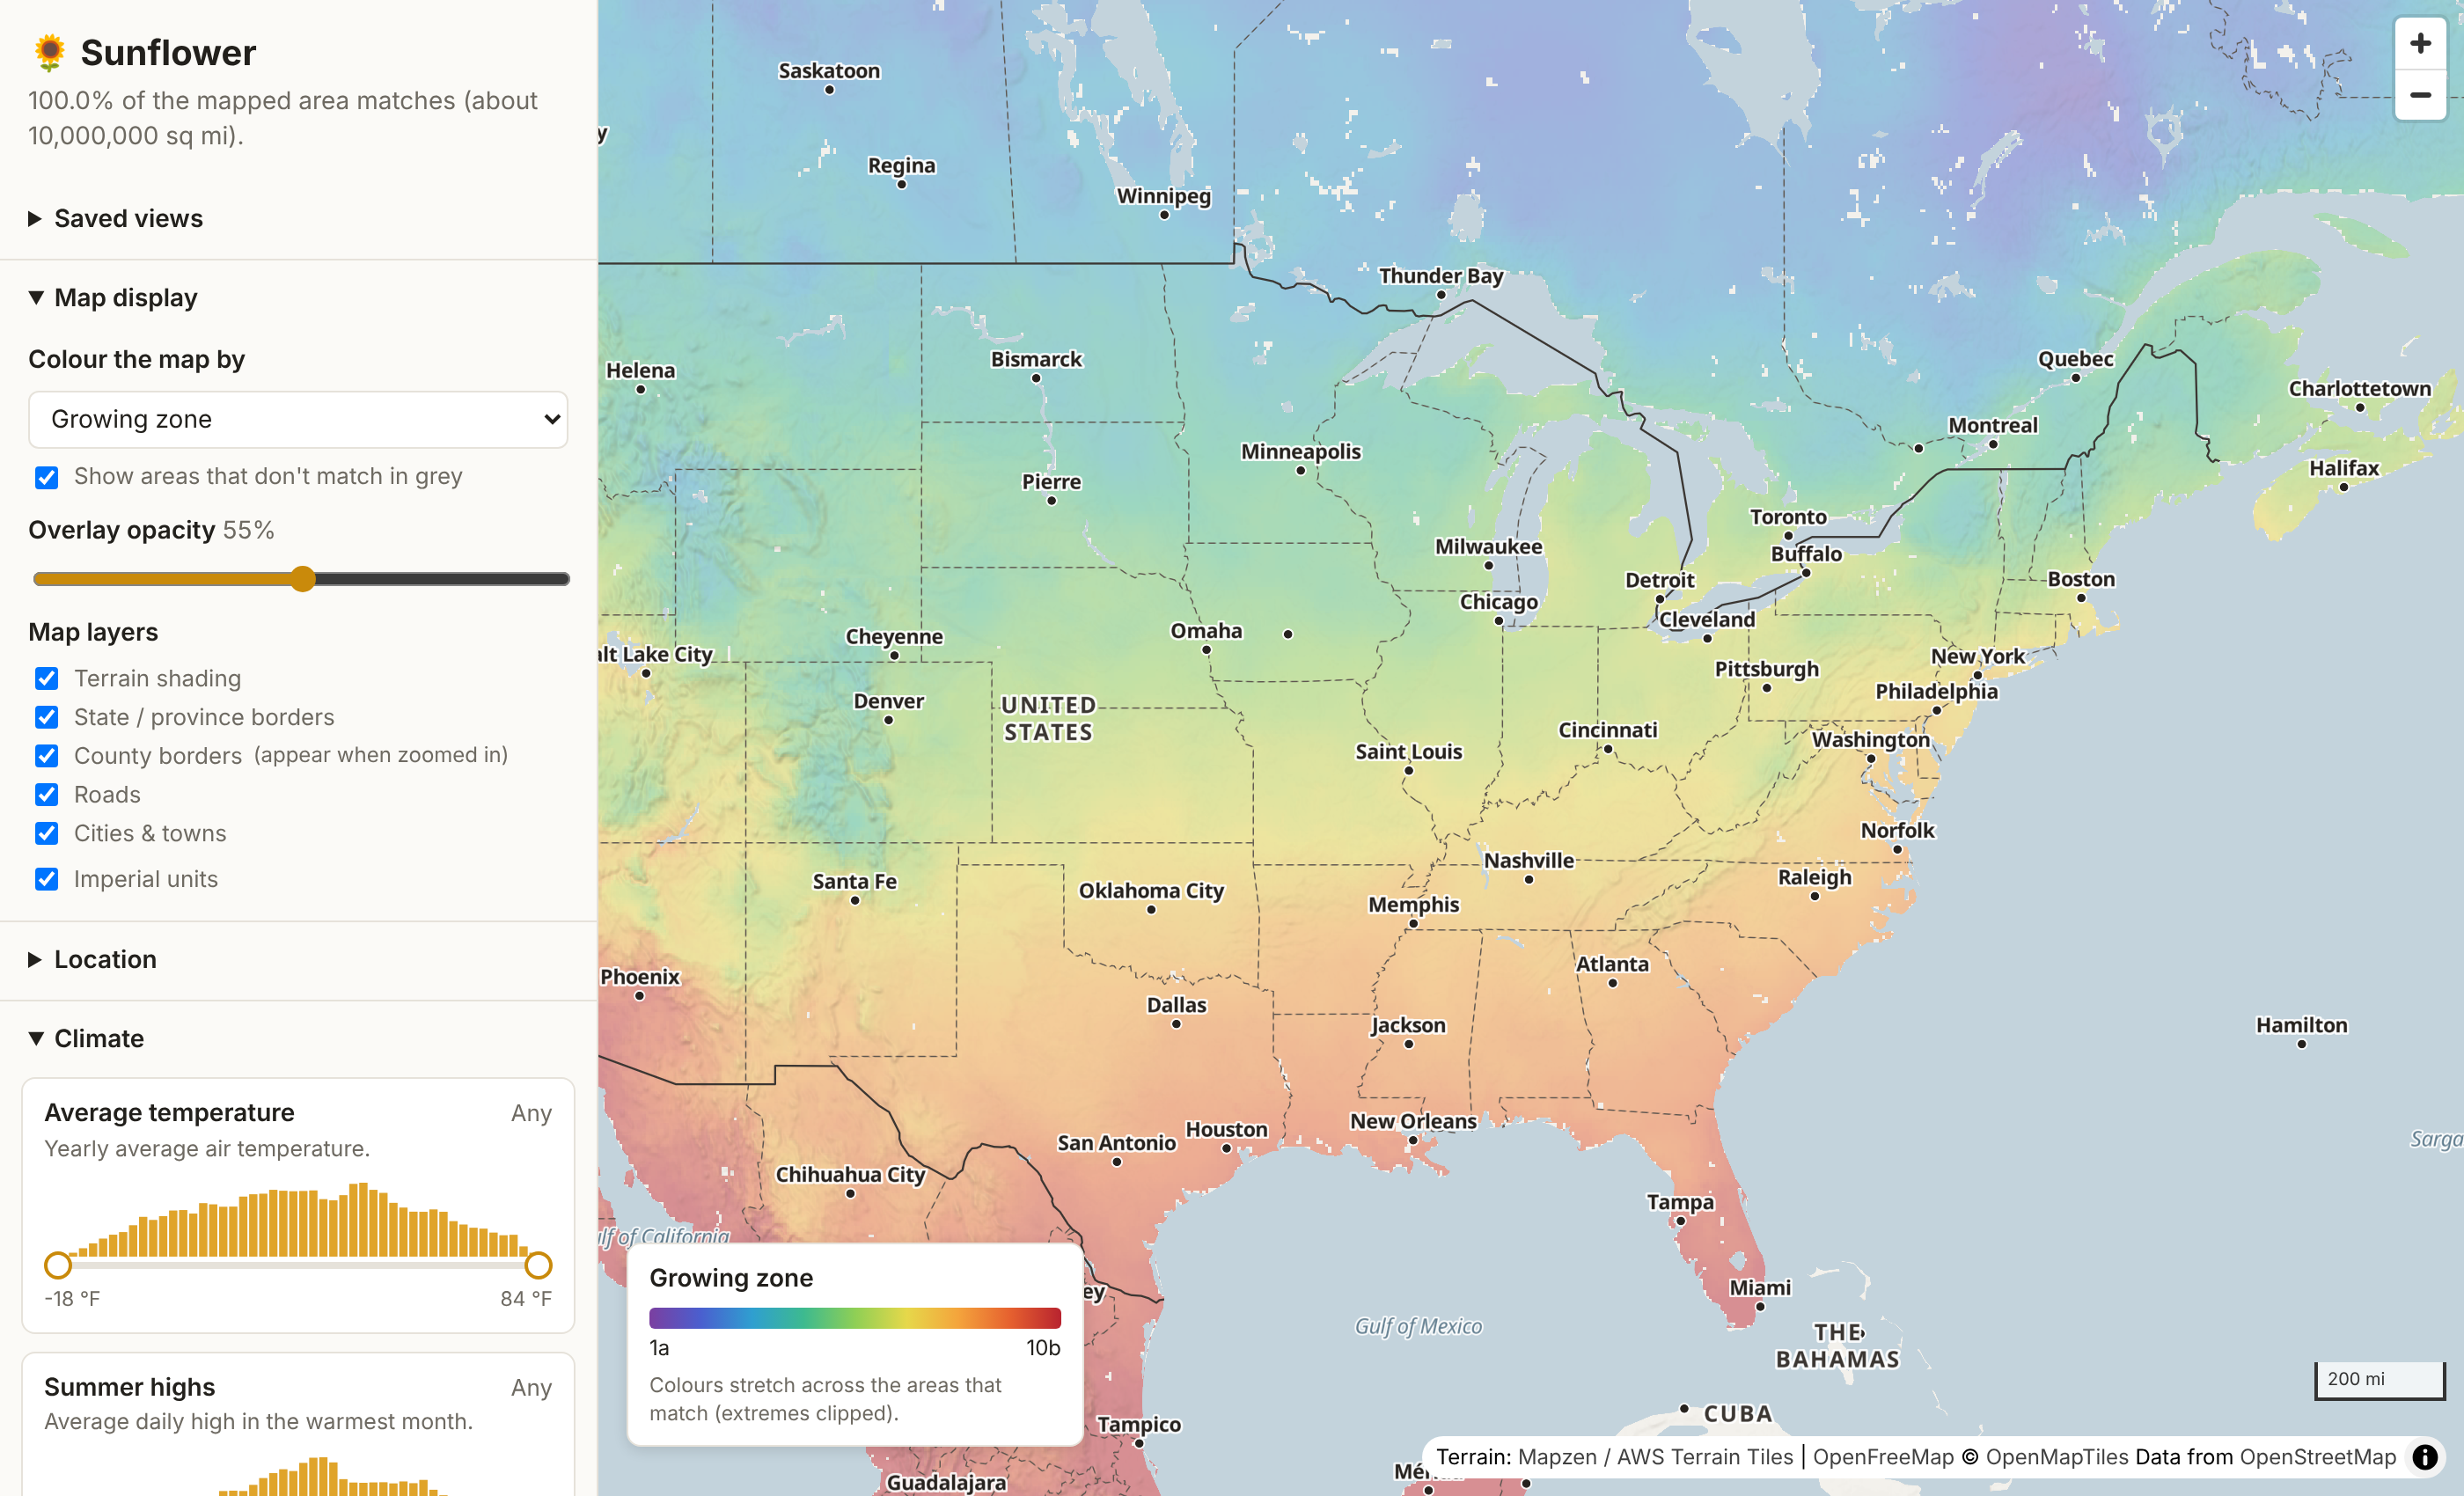 🌻 Sunflower
100.0% of the mapped area matches (about
10,000,000 sq mi).
Saved views
Map display
Colour the map by
Growing zone
Show areas that don't match in grey
Overlay opacity 55%
Map layers
Terrain shading
State / province borders
County borders (appear when zoomed in)
Roads
Cities & towns
Imperial units
Location
Climate
Average temperature Any
Yearly average air temperature.
-18 °F 84 °F
Summer highs Any
Average daily high in the warmest month.
Saskatoon
y
Regina
Winnipeg
Thunder Bay
Helena
Bismarck
Quebec
Charlottetown
Montreal
Minneapolis
Halifax
Pierre
Toronto
Milwaukee
Buffalo
Detroit
Boston
Chicago
Cleveland
Omaha
Cheyenne
alt Lake City
New York
Pittsburgh
Philadelphia
Denver
UNITED
STATES
Cincinnati
Washington
Saint Louis
Norfolk
Nashville
Raleigh
Santa Fe
Oklahoma City
Memphis
Atlanta
Phoenix
Dallas
Jackson
Hamilton
New Orleans
Houston
San Antonio
Sarga
Chihuahua City
Tampa
ulf of California
Miami
ey
Gulf of Mexico
THE
BAHAMAS
Growing zone
1a 10b
Colours stretch across the areas that
match (extremes clipped).
200 mi
CUBA
Tampico
Guadalajara
+
−
Terrain: Mapzen / AWS Terrain Tiles | OpenFreeMap © OpenMapTiles Data from OpenStreetMap